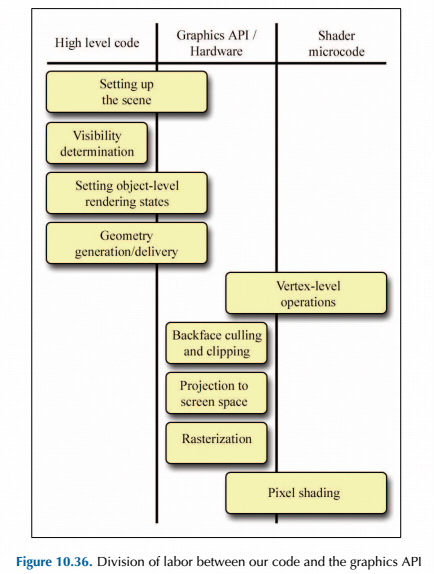 High level code
Graphics API /
Hardware
Shader
microcode
Setting up
the scene
Visibility
determination
Setting object-level
rendering states
Geometry
generation/delivery
Vertex-level
operations
Backface culling
and clipping
Projection to
screen space
Rasterization
Pixel shading
Figure 10.36. Division of labor between our code and the graphics API